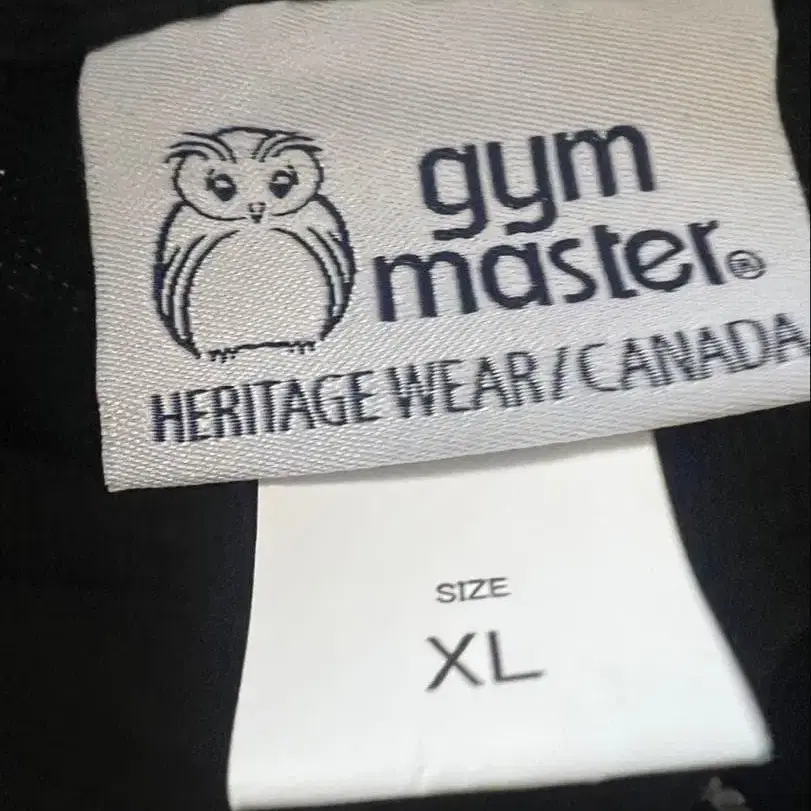 gym
master®
HERITAGE WEAR/CANADA
SIZE
XL